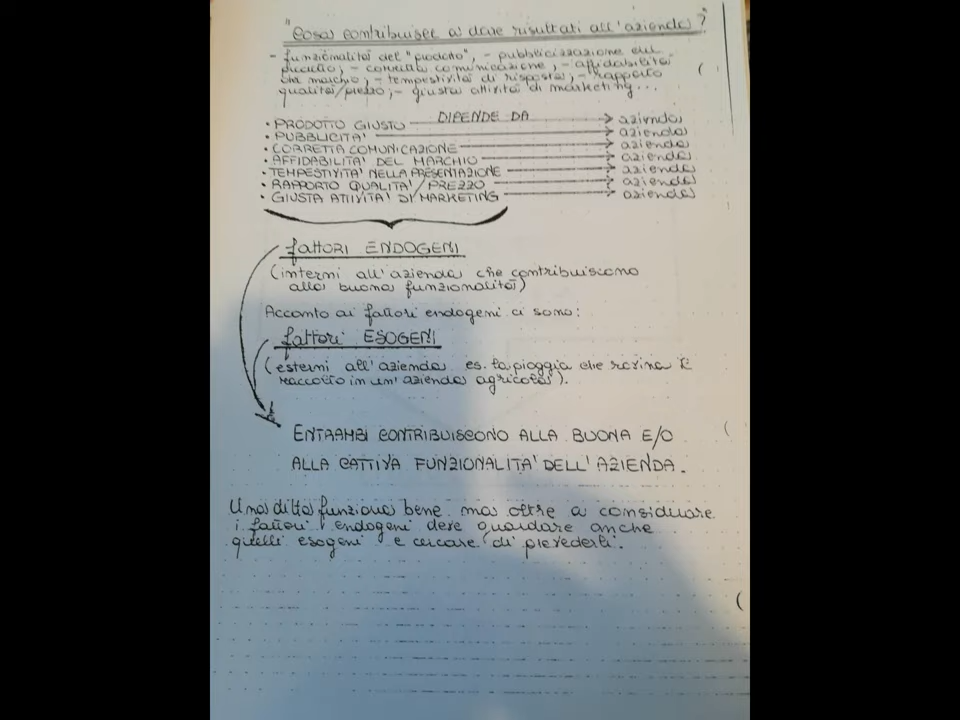 "Cosa contribuisce a dare risultati all'azienda?"
- funzionalità del "prodotto", - pubblicizzazione del
prodotto; - corretta comunicazione, - affidabilità
del marchio; - tempestività di risposta; - rapporto
qualità/prezzo; - giusta attività di marketing...
DIPENDE DA
• PRODOTTO GIUSTO → azienda
• PUBBLICITA' → azienda
• CORRETTA COMUNICAZIONE → azienda
• AFFIDABILITA' DEL MARCHIO → azienda
• TEMPESTIVITA' NELLA PRESENTAZIONE → azienda
• RAPPORTO QUALITA'/PREZZO → azienda
• GIUSTA ATTIVITA' DI MARKETING → azienda
fattori ENDOGENI
(interni all'azienda che contribuiscono
alla buona funzionalità)
Accanto ai fattori endogeni ci sono:
fattori ESOGENI
(esterni all'azienda es. la pioggia che rovina il
raccolto in un'azienda agricola).
ENTRAMBI CONTRIBUISCONO ALLA BUONA E/O
ALLA CATTIVA FUNZIONALITA' DELL'AZIENDA.
Una ditta funziona bene ma oltre a considerare
i fattori endogeni deve guardare anche
quelli esogeni e cercare di prevederli.